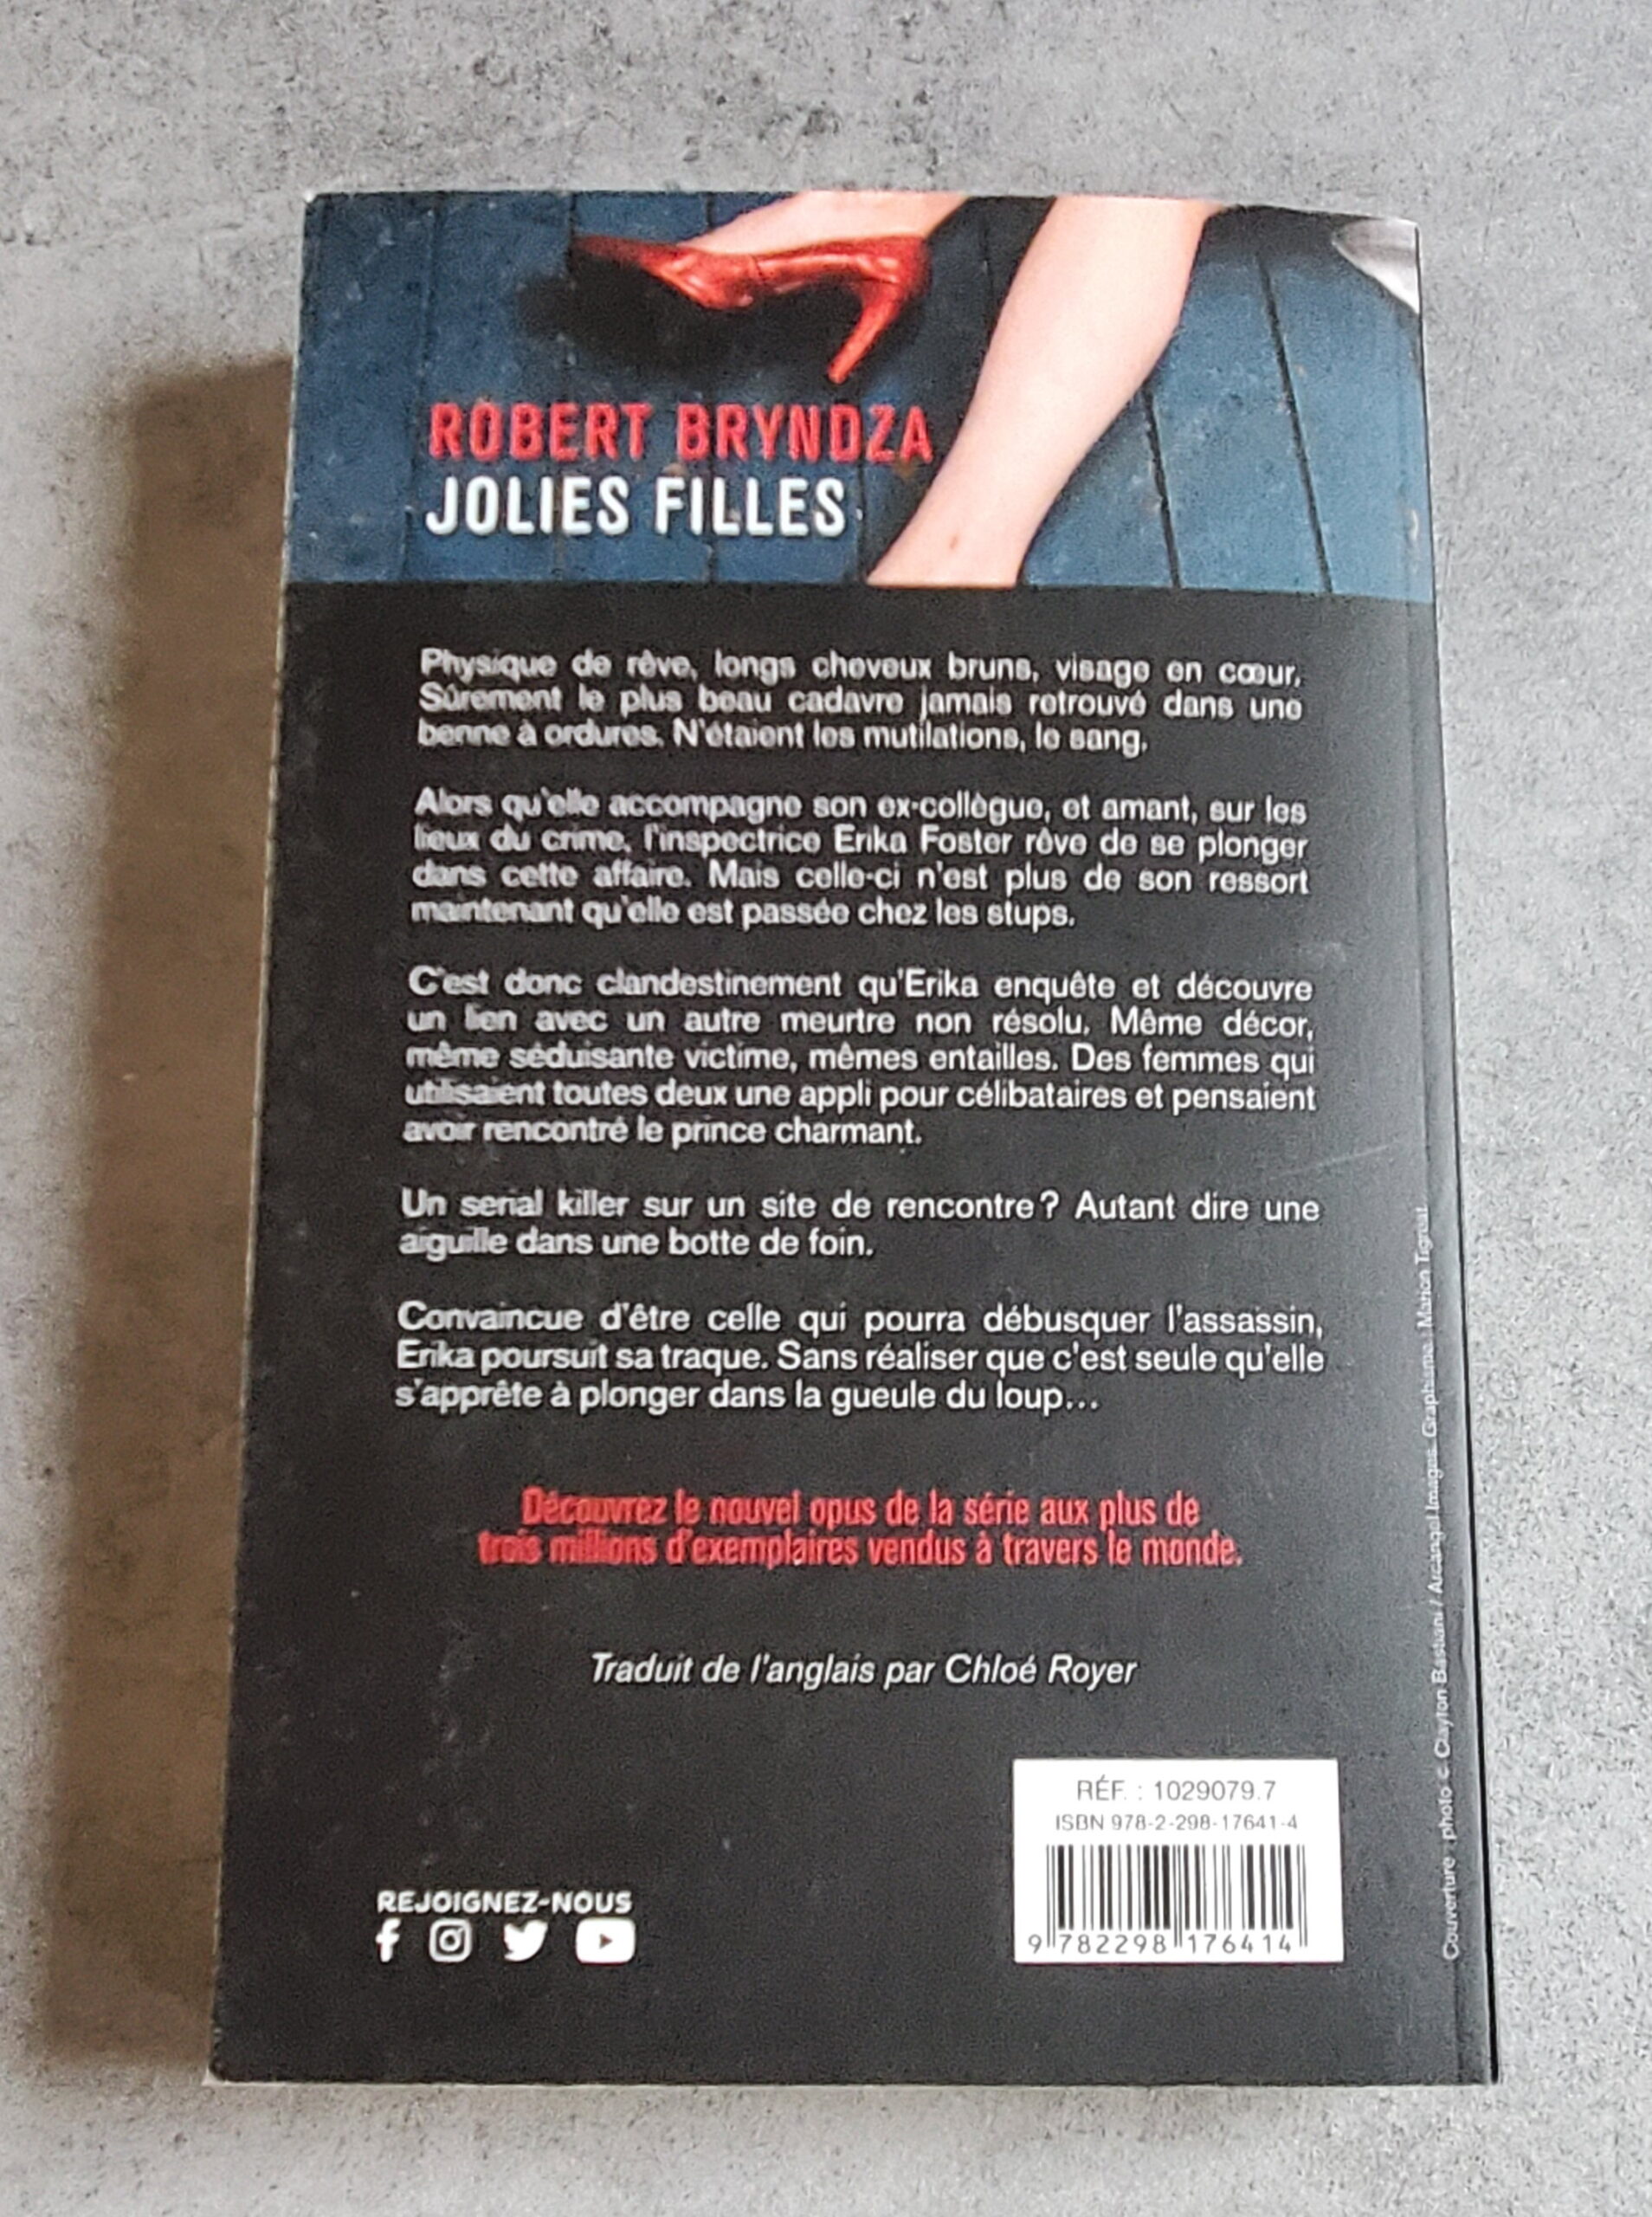 ROBERT BRYNDZA
JOLIES FILLES
Physique de rêve, longs cheveux bruns, visage en cœur.
Sûrement le plus beau cadavre jamais retrouvé dans une
benne à ordures. N'étaient les mutilations, le sang.
Alors qu'elle accompagne son ex-collègue, et amant, sur les
lieux du crime, l'inspectrice Erika Foster rêve de se plonger
dans cette affaire. Mais celle-ci n'est plus de son ressort
maintenant qu'elle est passée chez les stups.
C'est donc clandestinement qu'Erika enquête et découvre
un lien avec un autre meurtre non résolu. Même décor,
même séduisante victime, mêmes entailles. Des femmes qui
utilisaient toutes deux une appli pour célibataires et pensaient
avoir rencontré le prince charmant.
Un serial killer sur un site de rencontre ? Autant dire une
aiguille dans une botte de foin.
Convaincue d'être celle qui pourra débusquer l'assassin,
Erika poursuit sa traque. Sans réaliser que c'est seule qu'elle
s'apprête à plonger dans la gueule du loup...
Découvrez le nouvel opus de la série aux plus de
trois millions d'exemplaires vendus à travers le monde.
Traduit de l'anglais par Chloé Royer
RÉF. : 1029079.7
ISBN 978-2-298-17641-4
9 782298 176414
REJOIGNEZ-NOUS
Couverture : photo © Clayton Bastiani / Arcangel Images. Graphisme Marion Tigréat